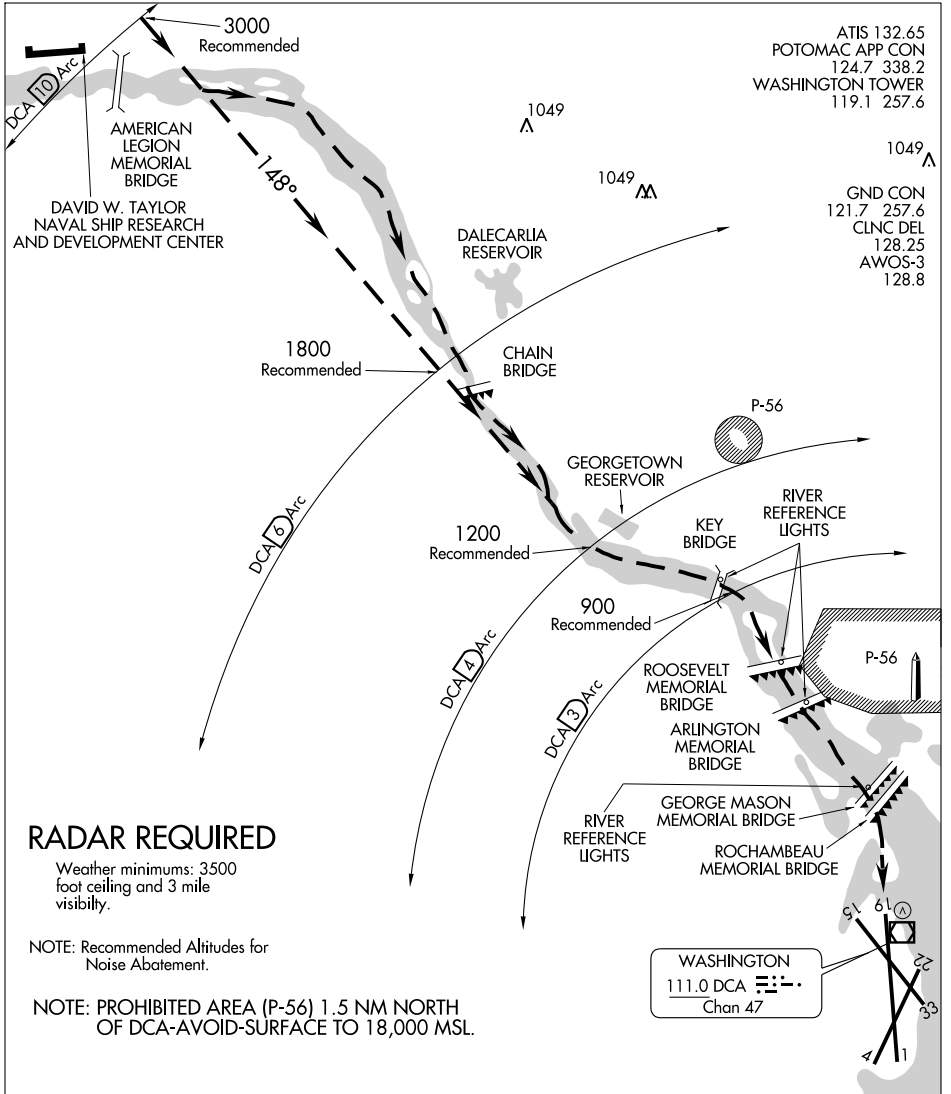 3000
Recommended
ATIS 132.65
POTOMAC APP CON
124.7 338.2
WASHINGTON TOWER
119.1 257.6
DCA 10 Arc
1049
AMERICAN
LEGION
MEMORIAL
BRIDGE
1049
148°
1049
DAVID W. TAYLOR
NAVAL SHIP RESEARCH
AND DEVELOPMENT CENTER
GND CON
121.7 257.6
CLNC DEL
128.25
AWOS-3
128.8
DALECARLIA
RESERVOIR
1800
Recommended
CHAIN
BRIDGE
P-56
GEORGETOWN
RESERVOIR
RIVER
REFERENCE
LIGHTS
DCA 6 Arc
1200
Recommended
KEY
BRIDGE
900
Recommended
DCA 4 Arc
P-56
ROOSEVELT
MEMORIAL
BRIDGE
DCA 3 Arc
ARLINGTON
MEMORIAL
BRIDGE
RIVER
REFERENCE
LIGHTS
GEORGE MASON
MEMORIAL BRIDGE
ROCHAMBEAU
MEMORIAL BRIDGE
RADAR REQUIRED
Weather minimums: 3500
foot ceiling and 3 mile
visibilty.
NOTE: Recommended Altitudes for
Noise Abatement.
NOTE: PROHIBITED AREA (P-56) 1.5 NM NORTH
OF DCA-AVOID-SURFACE TO 18,000 MSL.
15
19
22
WASHINGTON
111.0 DCA
Chan 47
33
4
1